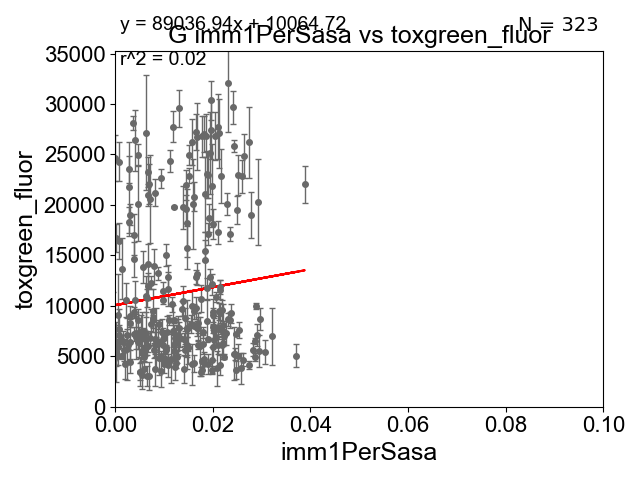 y = 89036.94x + 10064.72
N = 323
G imm1PerSasa vs toxgreen_fluor
r^2 = 0.02
35000
30000
25000
20000
15000
10000
5000
0
toxgreen_fluor
0.00 0.02 0.04 0.06 0.08 0.10
imm1PerSasa